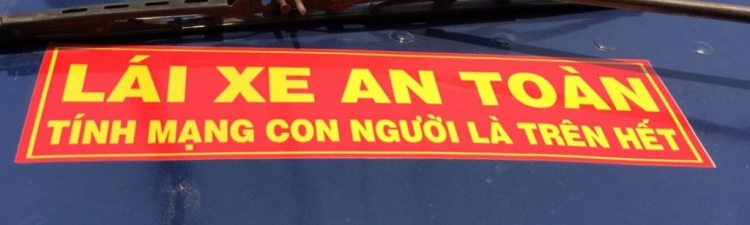 LÁI XE AN TOÀN
TÍNH MẠNG CON NGƯỜI LÀ TRÊN HẾT